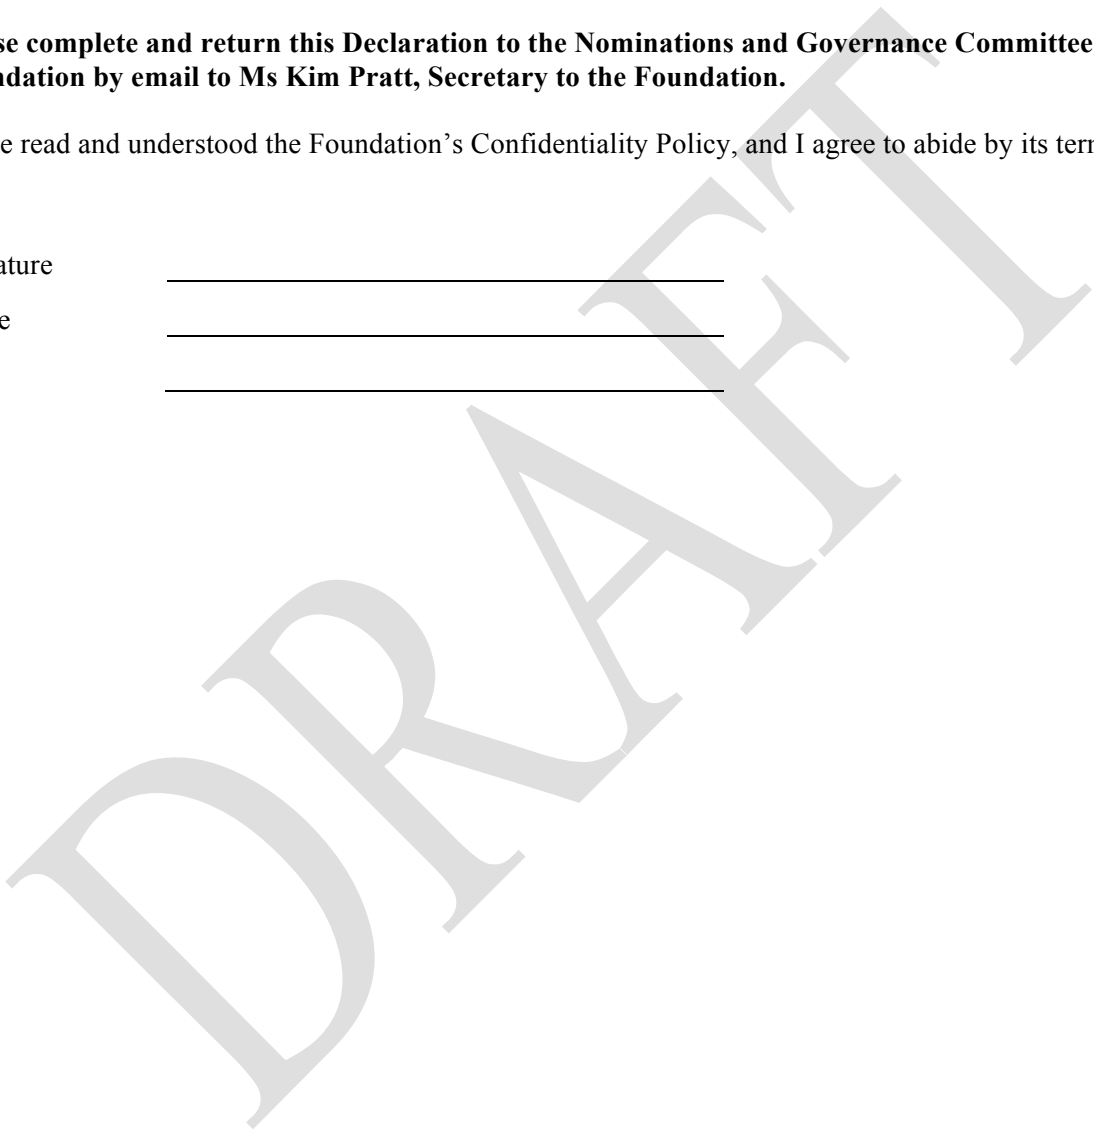 se complete and return this Declaration to the Nominations and Governance Committee
ndation by email to Ms Kim Pratt, Secretary to the Foundation.
e read and understood the Foundation’s Confidentiality Policy, and I agree to abide by its ter
ature
e
DRAFT